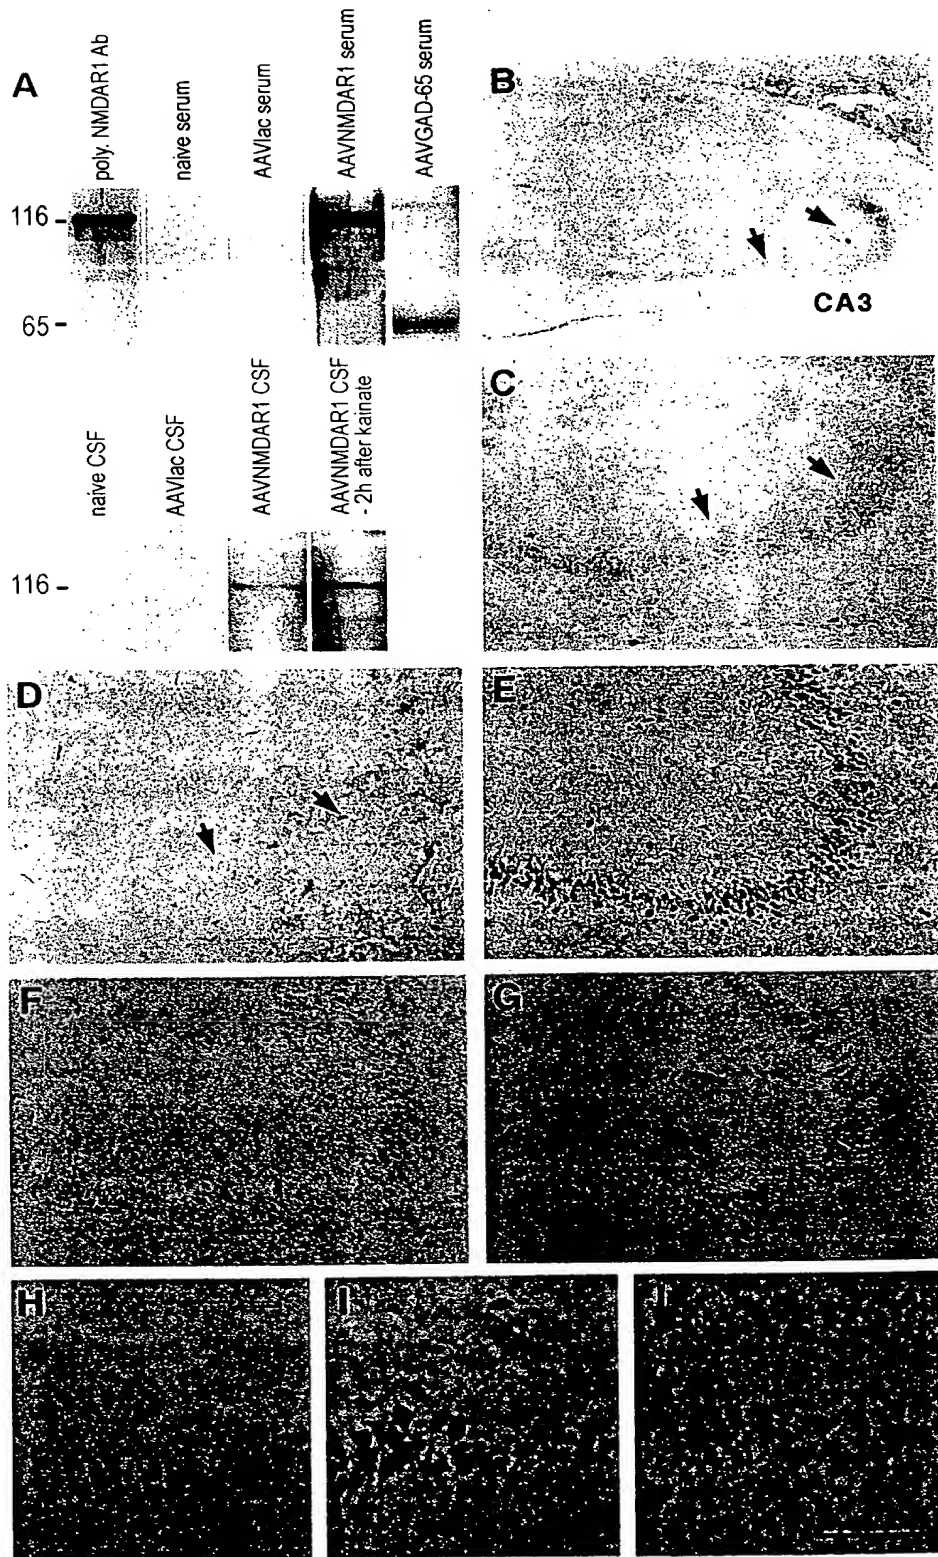 A
poly. NMDAR1 Ab
naive serum
AAVlac serum
AAVNMDAR1 serum
AAVGAD-65 serum
116
65
naive CSF
AAVlac CSF
AAVNMDAR1 CSF
AAVNMDAR1 CSF
- 2h after kainate
116
B
CA3
C
D
E
F
G
H
I
J